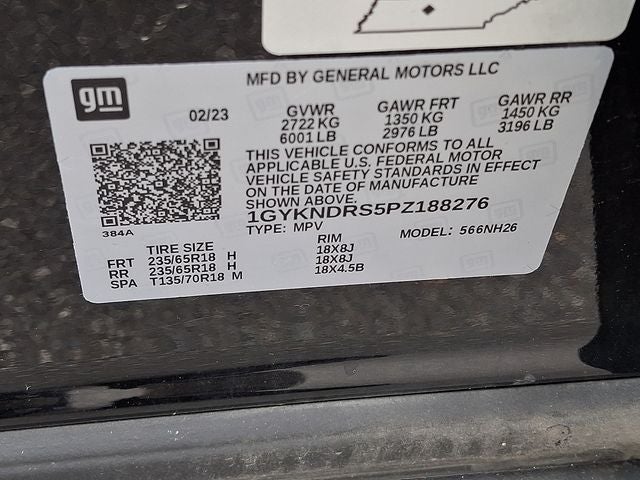 MFD BY GENERAL MOTORS LLC
gm
02/23
GVWR GAWR FRT GAWR RR
2722 KG 1350 KG 1450 KG
6001 LB 2976 LB 3196 LB
THIS VEHICLE CONFORMS TO ALL
APPLICABLE U.S. FEDERAL MOTOR
VEHICLE SAFETY STANDARDS IN EFFECT
ON THE DATE OF MANUFACTURE
SHOWN ABOVE.
1GYKNDRS5PZ188276
TYPE: MPV MODEL: 566NH26
384A
TIRE SIZE RIM
FRT 235/65R18 H 18X8J
RR 235/65R18 H 18X8J
SPA T135/70R18 M 18X4.5B